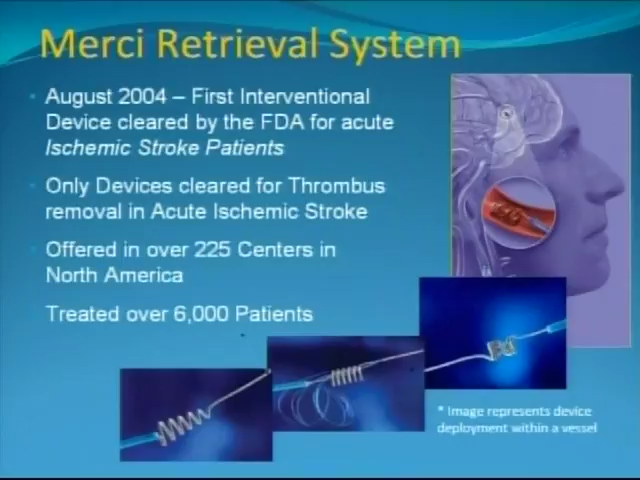 Merci Retrieval System
August 2004 – First Interventional
Device cleared by the FDA for acute
Ischemic Stroke Patients
Only Devices cleared for Thrombus
removal in Acute Ischemic Stroke
Offered in over 225 Centers in
North America
Treated over 6,000 Patients
* Image represents device
deployment within a vessel